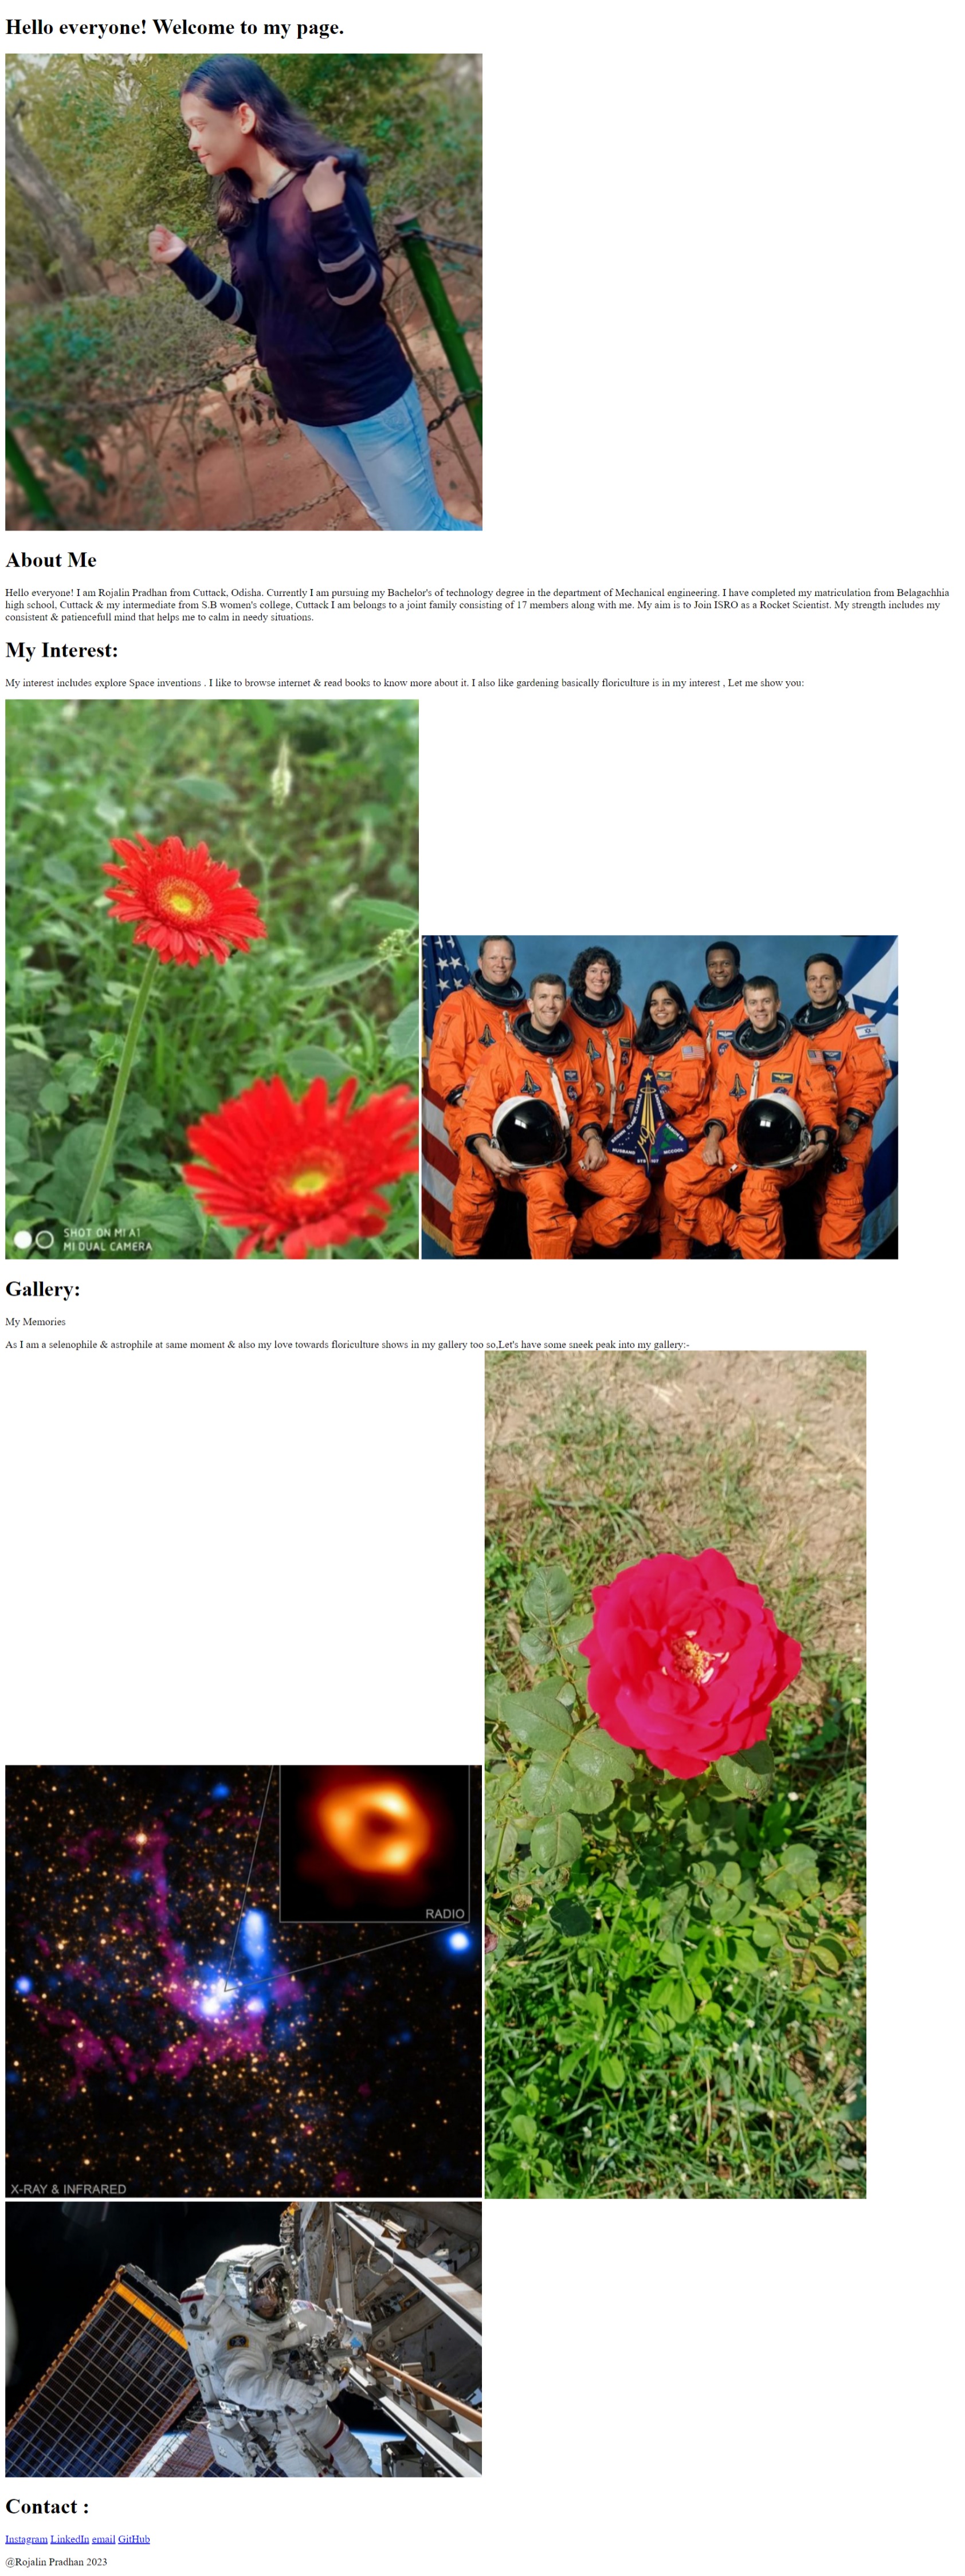 Hello everyone! Welcome to my page.
About Me
Hello everyone! I am Rojalin Pradhan from Cuttack, Odisha. Currently I am pursuing my Bachelor's of technology degree in the department of Mechanical engineering. I have completed my matriculation from Belagachhia
high school, Cuttack & my intermediate from S.B women's college, Cuttack I am belongs to a joint family consisting of 17 members along with me. My aim is to Join ISRO as a Rocket Scientist. My strength includes my
consistent & patiencefull mind that helps me to calm in needy situations.
My Interest:
My interest includes explore Space inventions . I like to browse internet & read books to know more about it. I also like gardening basically floriculture is in my interest , Let me show you:
SHOT ON MI A1
MI DUAL CAMERA
HUSBAND
STS 107
MCCOOL
Gallery:
My Memories
As I am a selenophile & astrophile at same moment & also my love towards floriculture shows in my gallery too so,Let's have some sneek peak into my gallery:-
RADIO
X-RAY & INFRARED
Contact :
Instagram LinkedIn email GitHub
@Rojalin Pradhan 2023